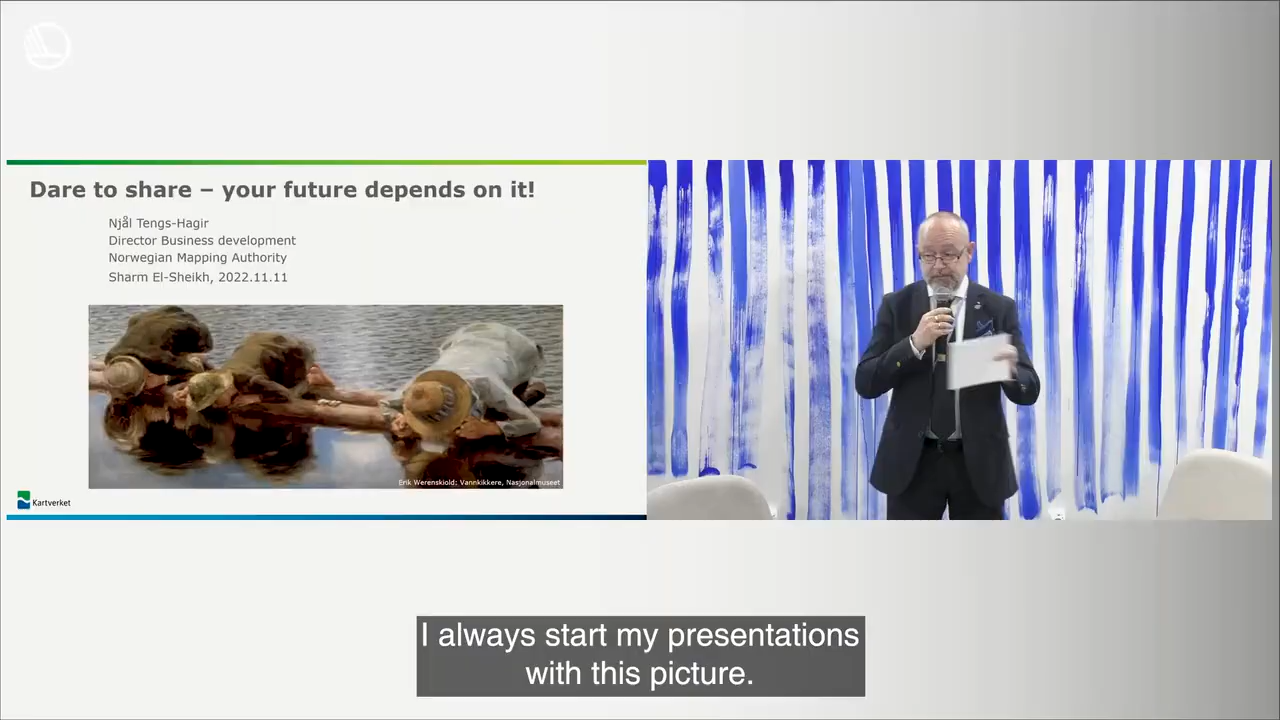 Dare to share – your future depends on it!
Njål Tengs-Hagir
Director Business development
Norwegian Mapping Authority
Sharm El-Sheikh, 2022.11.11
Erik Werenskiold: Vannkikkere, Nasjonalmuseet
Kartverket
I always start my presentations
with this picture.